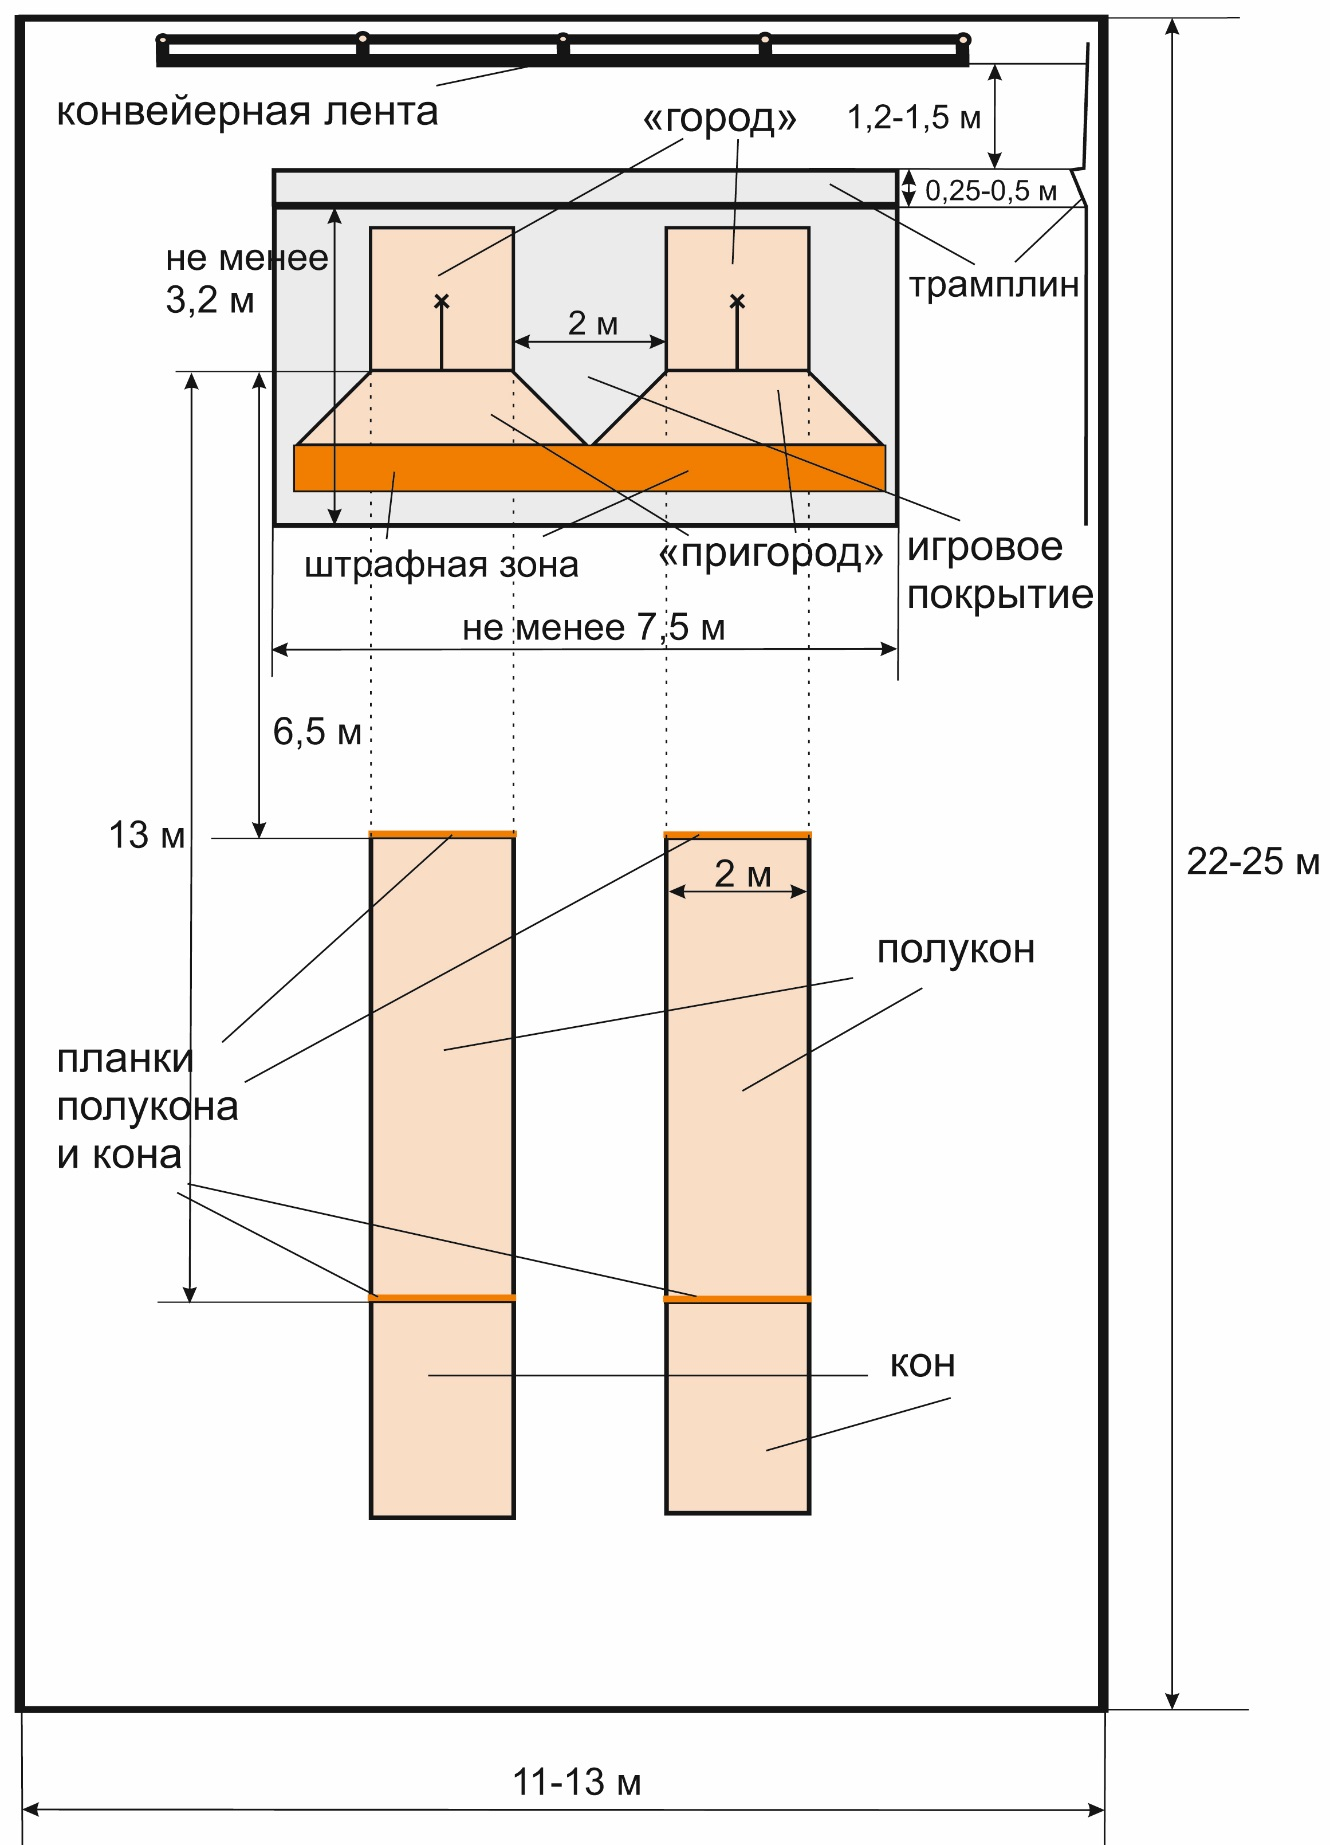 конвейерная лента
«город»
1,2-1,5 м
0,25-0,5 м
не менее
3,2 м
трамплин
2 м
штрафная зона
«пригород»
игровое
покрытие
не менее 7,5 м
6,5 м
13 м
22-25 м
2 м
полукон
планки
полукона
и кона
кон
11-13 м